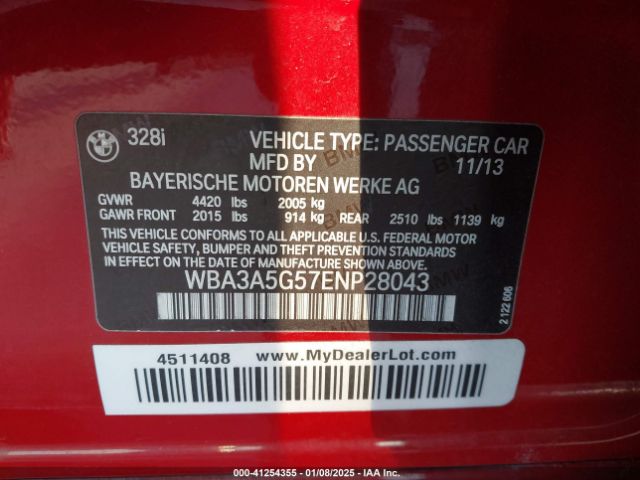 BMW 328i VEHICLE TYPE: PASSENGER CAR
MFD BY 11/13
BAYERISCHE MOTOREN WERKE AG
GVWR 4420 lbs 2005 kg
GAWR FRONT 2015 lbs 914 kg REAR 2510 lbs 1139 kg
THIS VEHICLE CONFORMS TO ALL APPLICABLE U.S. FEDERAL MOTOR
VEHICLE SAFETY, BUMPER AND THEFT PREVENTION STANDARDS
IN EFFECT ON THE DATE OF MANUFACTURE SHOWN ABOVE.
WBA3A5G57ENP28043
2 122 606
4511408 www.MyDealerLot.com
000-41254355 - 01/08/2025 - IAA Inc.